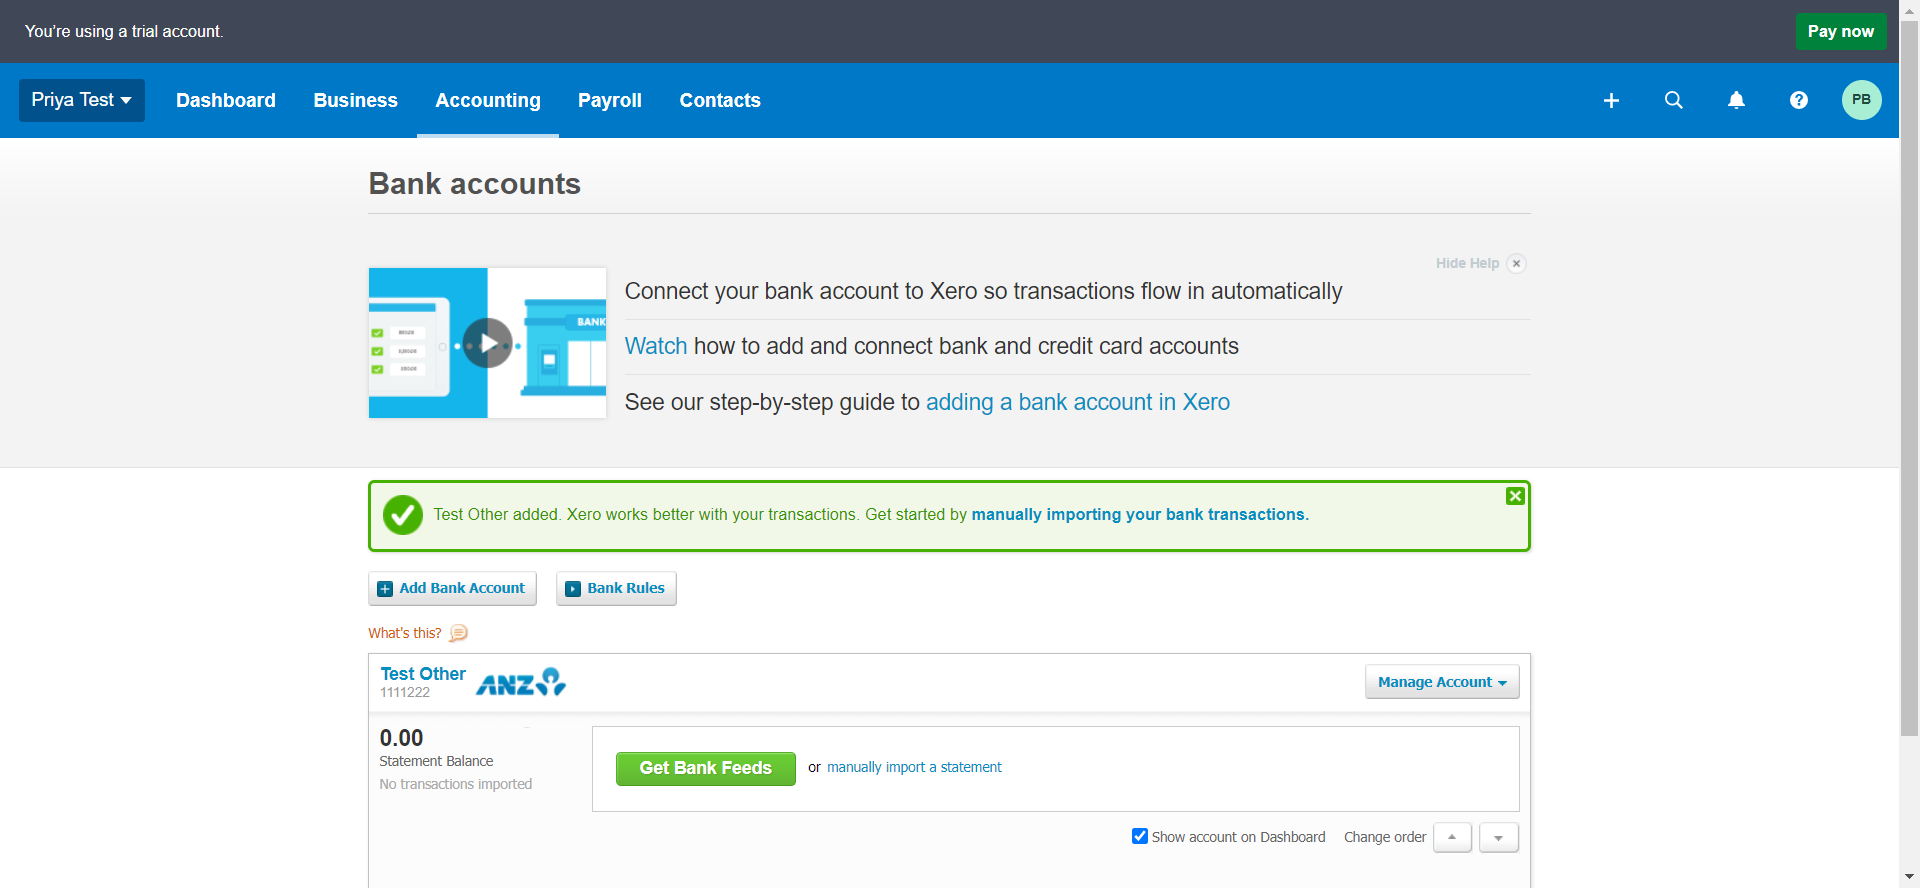 You're using a trial account.
Pay now
Priya Test
Dashboard
Business
Accounting
Payroll
Contacts
PB
Bank accounts
Hide Help
BANK
Connect your bank account to Xero so transactions flow in automatically
Watch how to add and connect bank and credit card accounts
See our step-by-step guide to adding a bank account in Xero
Test Other added. Xero works better with your transactions. Get started by manually importing your bank transactions.
Add Bank Account
Bank Rules
What's this?
Test Other
1111222
ANZ
Manage Account
0.00
Statement Balance
No transactions imported
Get Bank Feeds or manually import a statement
Show account on Dashboard
Change order